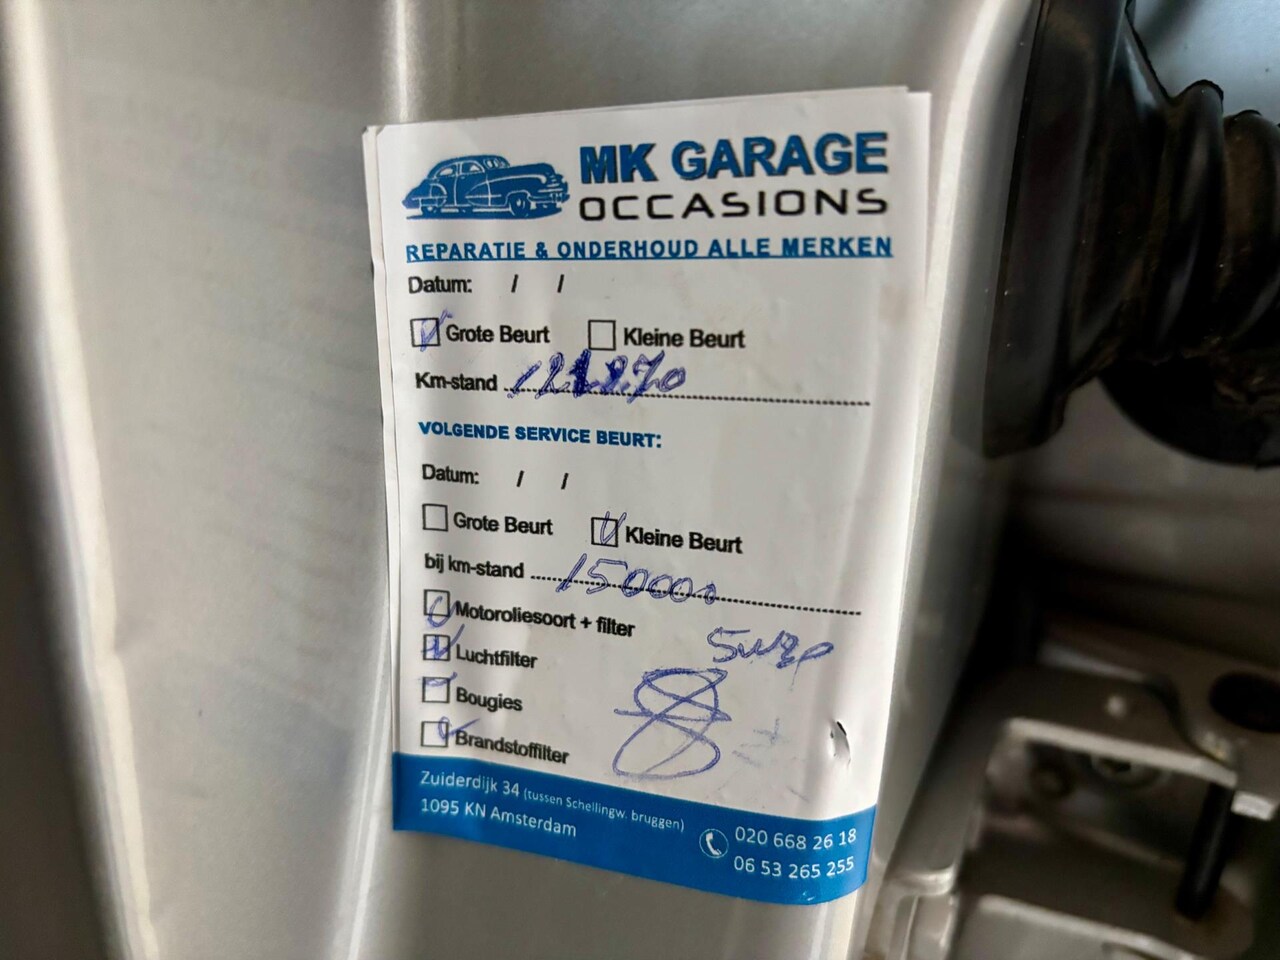 MK GARAGE
OCCASIONS
REPARATIE & ONDERHOUD ALLE MERKEN
Datum: / /
Grote Beurt Kleine Beurt
Km-stand
VOLGENDE SERVICE BEURT:
Datum: / /
Grote Beurt Kleine Beurt
bij km-stand 150000
Motoroliesoort + filter
Luchtfilter
Bougies
Brandstoffilter
Zuiderdijk 34 (tussen Schellingw. bruggen)
1095 KN Amsterdam
020 668 26 18
06 53 265 255